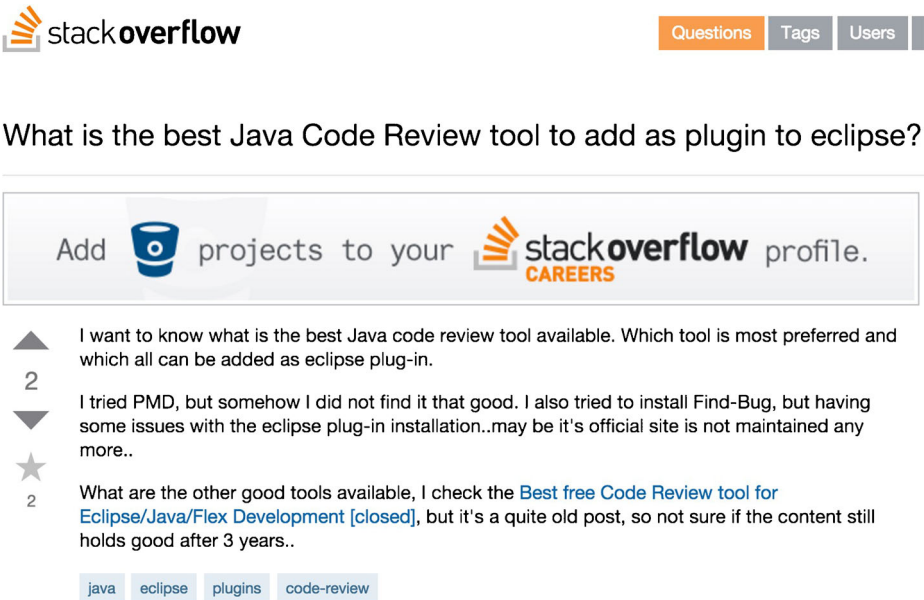 stackoverflow
Questions Tags Users
What is the best Java Code Review tool to add as plugin to eclipse?
Add projects to your stackoverflow profile.
CAREERS
I want to know what is the best Java code review tool available. Which tool is most preferred and
which all can be added as eclipse plug-in.
2
I tried PMD, but somehow I did not find it that good. I also tried to install Find-Bug, but having
some issues with the eclipse plug-in installation..may be it's official site is not maintained any
more..
2
What are the other good tools available, I check the Best free Code Review tool for
Eclipse/Java/Flex Development [closed], but it's a quite old post, so not sure if the content still
holds good after 3 years..
java eclipse plugins code-review